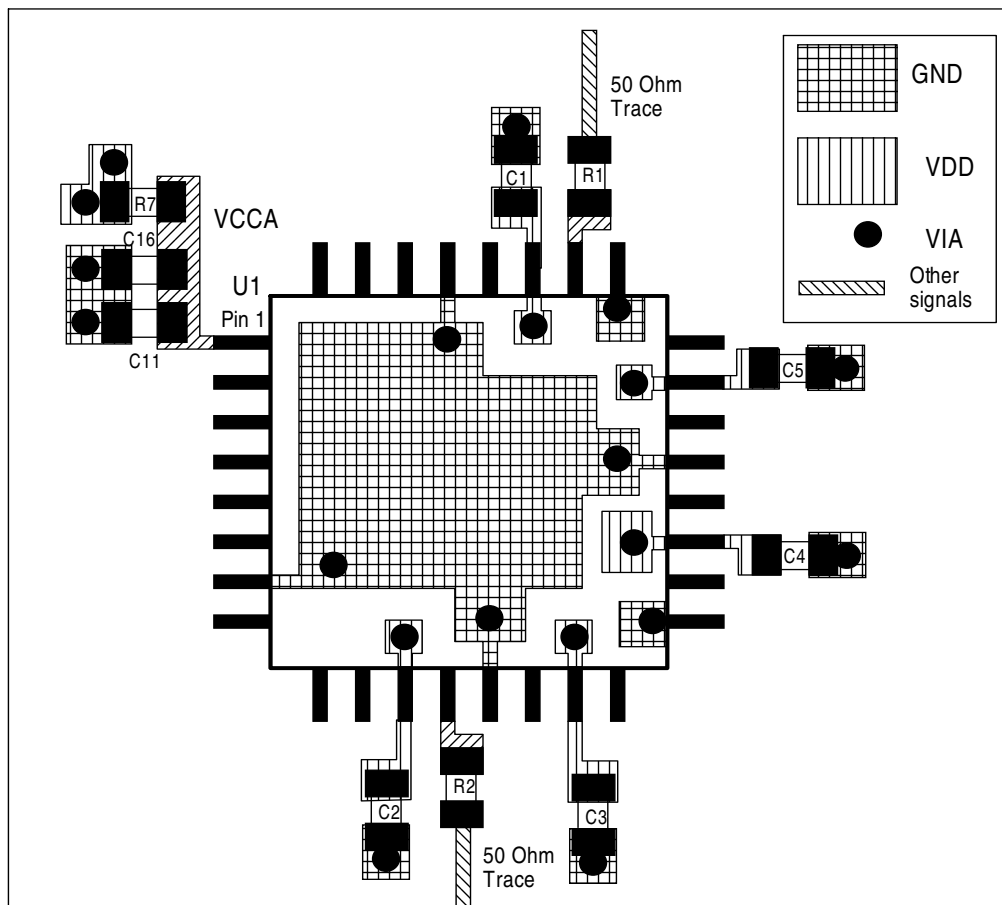 50 Ohm
Trace
C1
R1
GND
VDD
VIA
Other
signals
R7
VCCA
C16
U1
Pin 1
C11
C5
C4
C2
R2
C3
50 Ohm
Trace